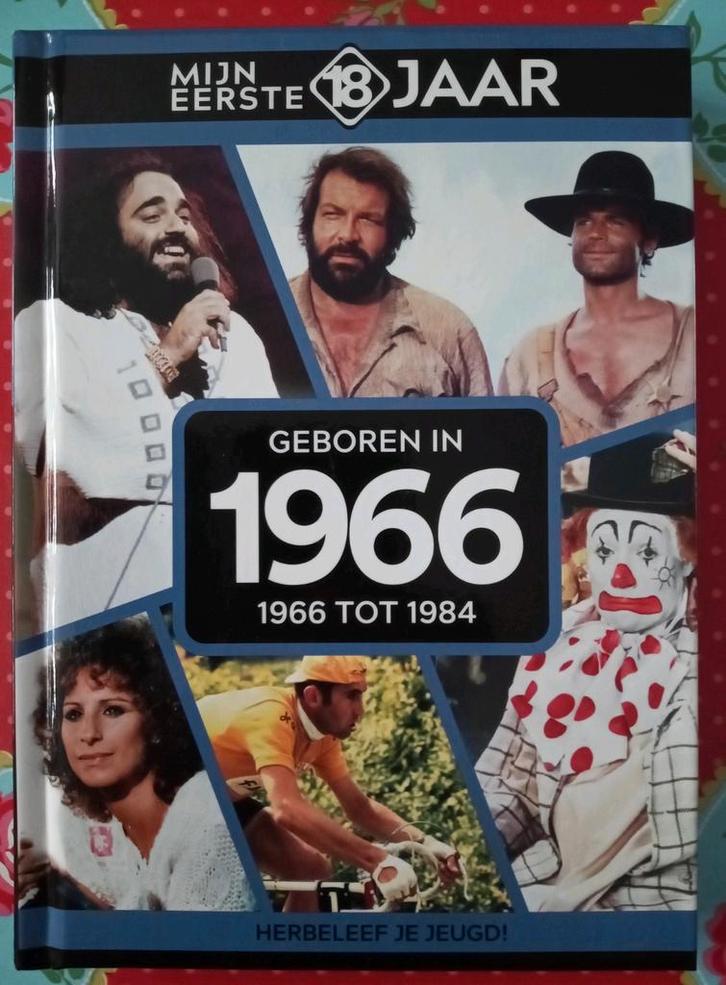 MIJN
EERSTE 18 JAAR
GEBOREN IN
1966
1966 TOT 1984
HERBELEEF JE JEUGD!